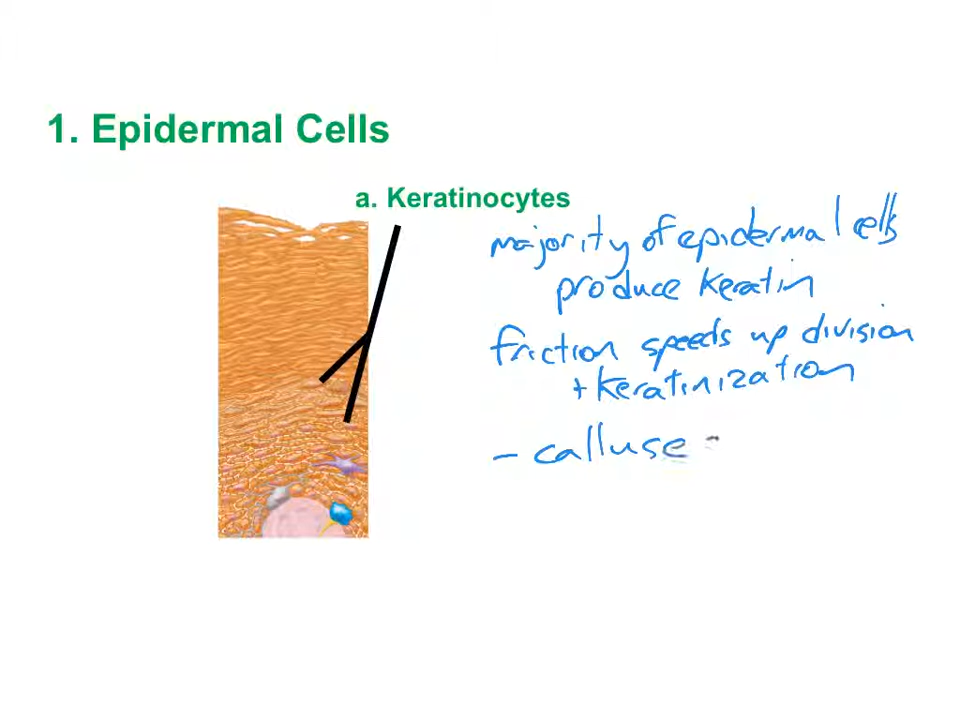 1. Epidermal Cells
a. Keratinocytes
majority of epidermal cells
produce keratin
friction speeds up division
+ keratinization
- calluse